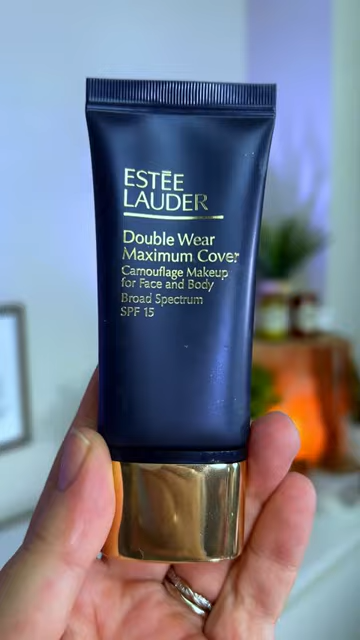 ESTĒE
LAUDER
Double Wear
Maximum Cover
Camouflage Makeup
for Face and Body
Broad Spectrum
SPF 15